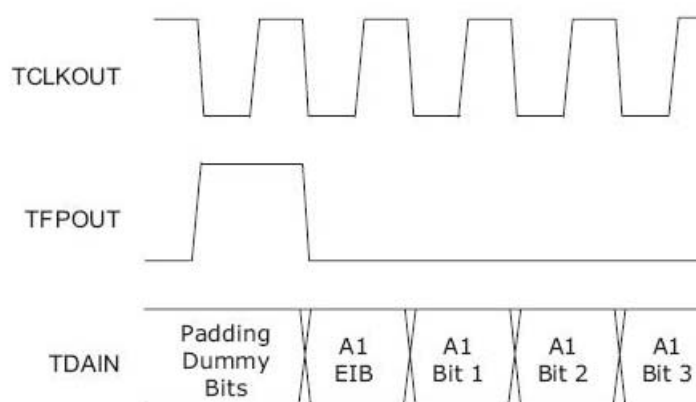 TCLKOUT
TFPOUT
TDAIN
Padding
Dummy
Bits
A1
EIB
A1
Bit 1
A1
Bit 2
A1
Bit 3